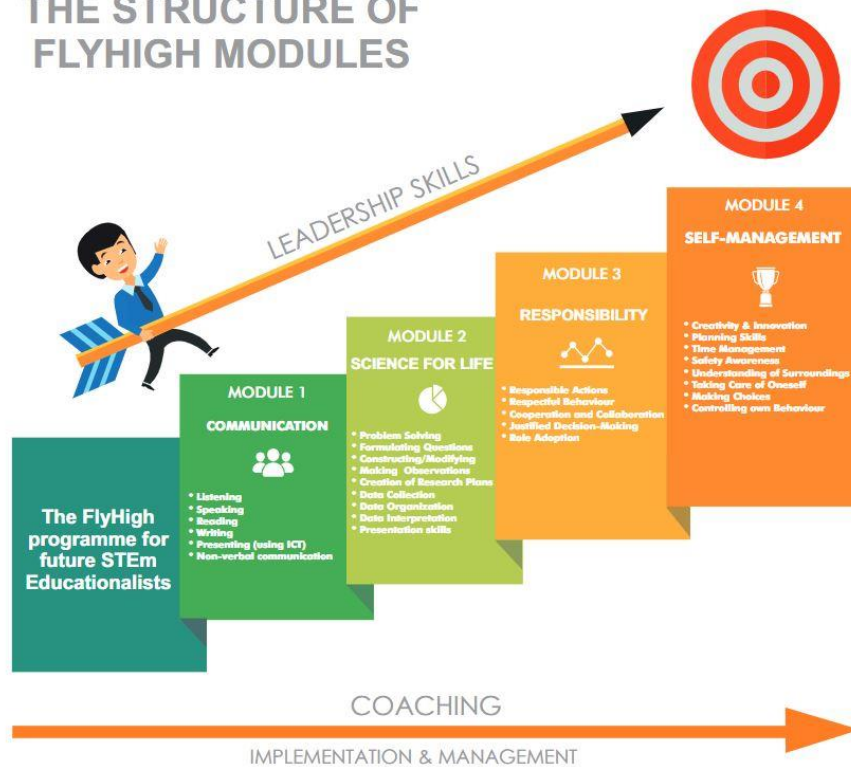 THE STRUCTURE OF
FLYHIGH MODULES
LEADERSHIP SKILLS
The FlyHigh
programme for
future STEm
Educationalists
MODULE 1
COMMUNICATION
* Listening
* Speaking
* Reading
* Writing
* Presenting (using ICT)
* Non-verbal communication
MODULE 2
SCIENCE FOR LIFE
* Problem Solving
* Formulating Questions
* Constructing/Modifying
* Making Observations
* Creation of Research Plans
* Data Collection
* Data Organization
* Data Interpretation
* Presentation skills
MODULE 3
RESPONSIBILITY
* Responsible Actions
* Respectful Behaviour
* Cooperation and Collaboration
* Justified Decision-Making
* Role Adoption
MODULE 4
SELF-MANAGEMENT
* Creativity & Innovation
* Planning Skills
* Time Management
* Safety Awareness
* Understanding of Surroundings
* Taking Care of Oneself
* Making Choices
* Controlling own Behaviour
COACHING
IMPLEMENTATION & MANAGEMENT